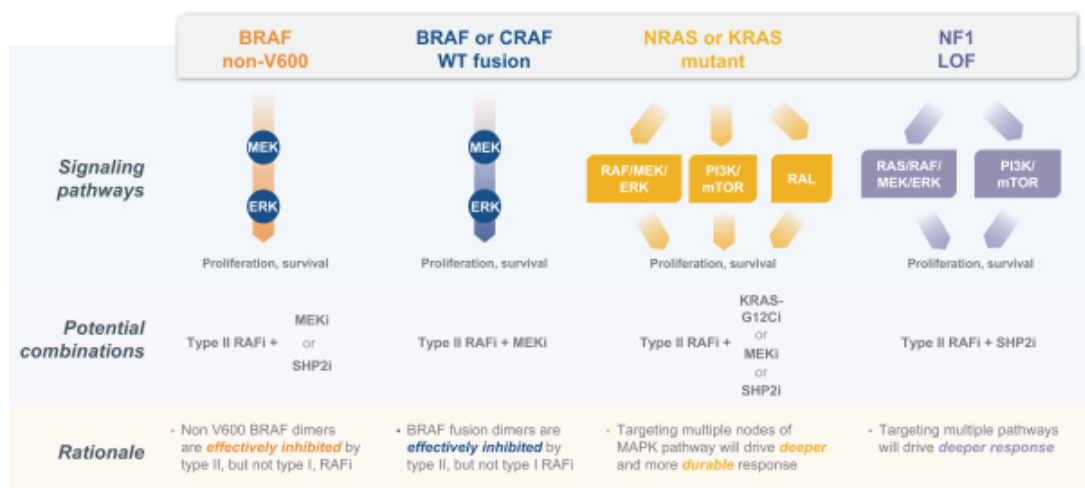 BRAF
non-V600
BRAF or CRAF
WT fusion
NRAS or KRAS
mutant
NF1
LOF
Signaling
pathways
MEK
ERK
Proliferation, survival
MEK
ERK
Proliferation, survival
RAF/MEK/
ERK
PI3K/
mTOR
RAL
Proliferation, survival
RAS/RAF/
MEK/ERK
PI3K/
mTOR
Proliferation, survival
Potential
combinations
Type II RAFi +
MEKi
or
SHP2i
Type II RAFi + MEKi
Type II RAFi +
KRAS-
G12Ci
or
MEKi
or
SHP2i
Type II RAFi + SHP2i
Rationale
• Non V600 BRAF dimers
are effectively inhibited by
type II, but not type I, RAFi
• BRAF fusion dimers are
effectively inhibited by
type II, but not type I RAFi
• Targeting multiple nodes of
MAPK pathway will drive deeper
and more durable response
• Targeting multiple pathways
will drive deeper response